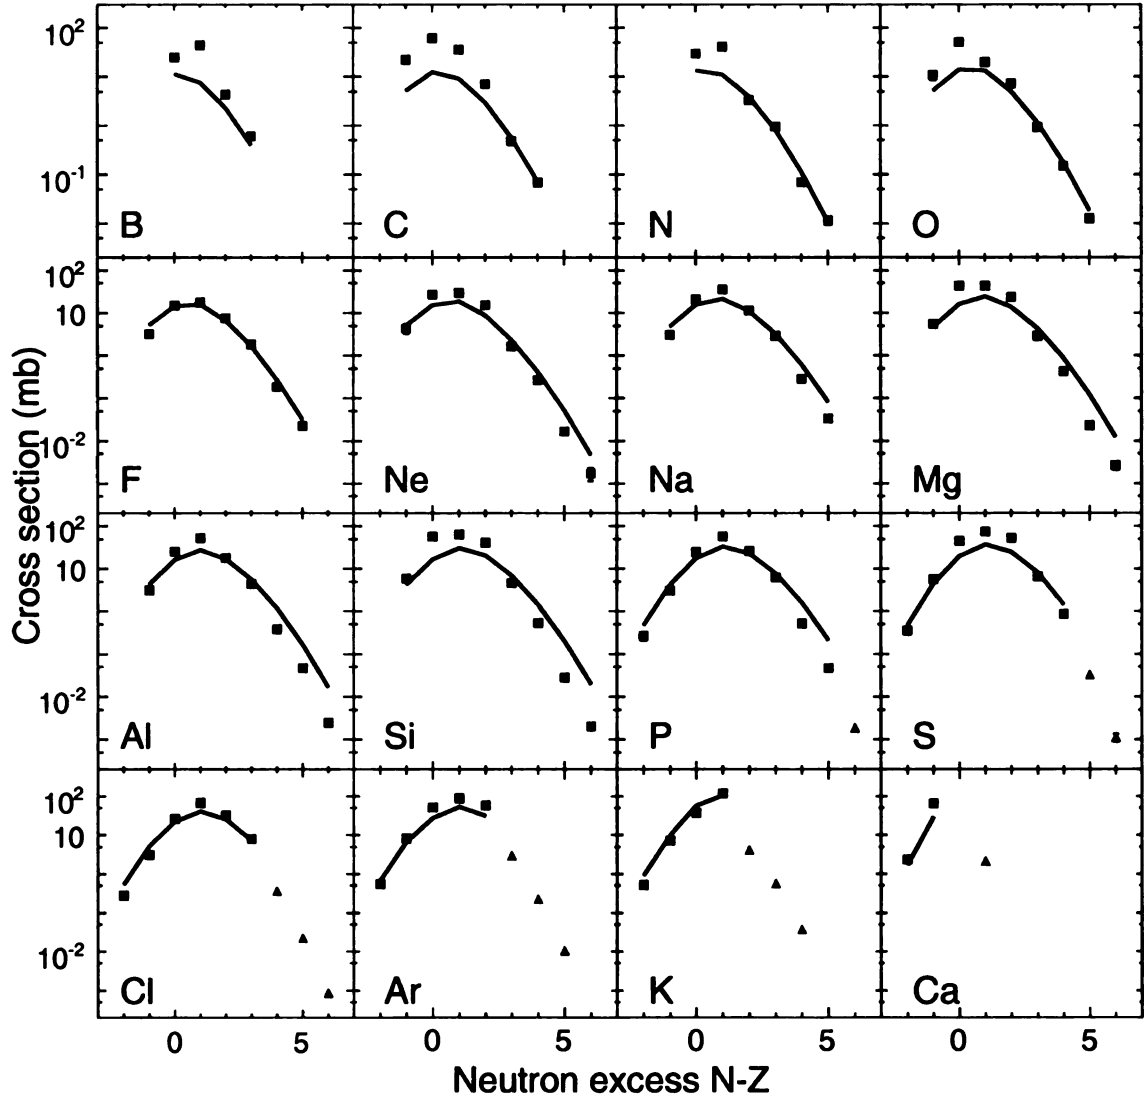 10²
10⁻¹
B
C
N
O
10²
10
10⁻²
F
Ne
Na
Mg
Cross section (mb)
10²
10
10⁻²
Al
Si
P
S
10²
10
10⁻²
Cl
Ar
K
Ca
0 5 0 5 0 5 0 5
Neutron excess N-Z